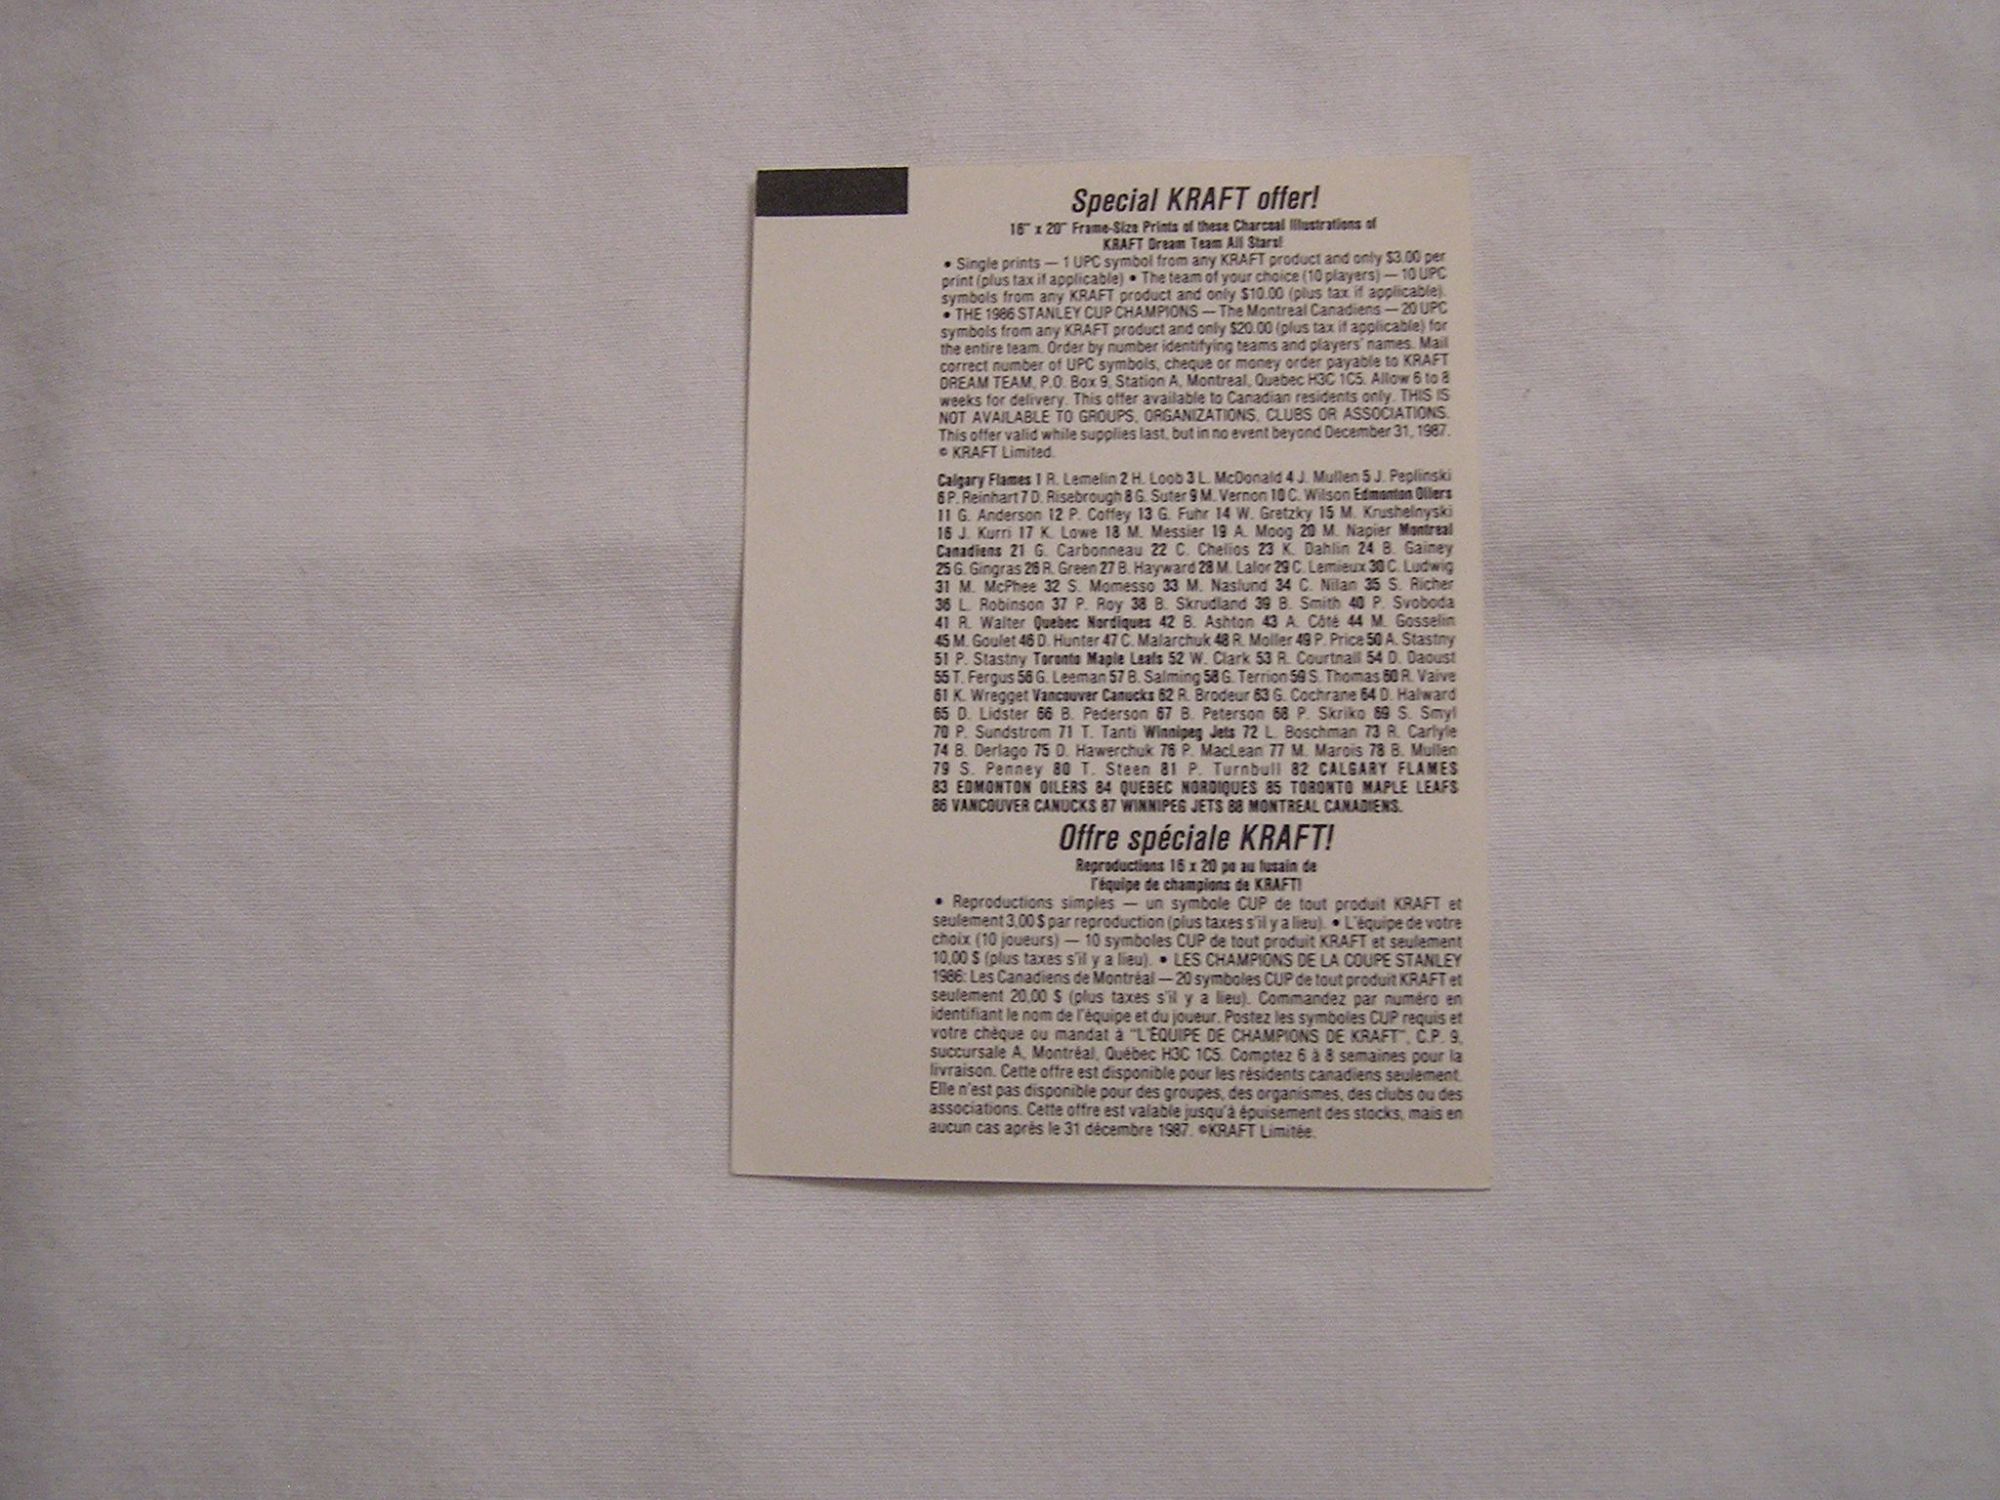 Special KRAFT offer!
16" x 20" Frame-Size Prints of these Charcoal Illustrations of
KRAFT Dream Team All Stars!
• Single prints — 1 UPC symbol from any KRAFT product and only $3.00 per
print (plus tax if applicable) • The team of your choice (10 players) — 10 UPC
symbols from any KRAFT product and only $10.00 (plus tax if applicable).
• THE 1986 STANLEY CUP CHAMPIONS — The Montreal Canadiens — 20 UPC
symbols from any KRAFT product and only $20.00 (plus tax if applicable) for
the entire team. Order by number identifying teams and players' names. Mail
correct number of UPC symbols, cheque or money order payable to KRAFT
DREAM TEAM, P.O. Box 9, Station A, Montreal, Quebec H3C 1C5. Allow 6 to 8
weeks for delivery. This offer available to Canadian residents only. THIS IS
NOT AVAILABLE TO GROUPS, ORGANIZATIONS, CLUBS OR ASSOCIATIONS.
This offer valid while supplies last, but in no event beyond December 31, 1987.
© KRAFT Limited.
Calgary Flames 1 R. Lemelin 2 H. Loob 3 L. McDonald 4 J. Mullen 5 J. Peplinski
6 P. Reinhart 7 D. Risebrough 8 G. Suter 9 M. Vernon 10 C. Wilson Edmonton Oilers
11 G. Anderson 12 P. Coffey 13 G. Fuhr 14 W. Gretzky 15 M. Krushelnyski
16 J. Kurri 17 K. Lowe 18 M. Messier 19 A. Moog 20 M. Napier Montreal
Canadiens 21 G. Carbonneau 22 C. Chelios 23 K. Dahlin 24 B. Gainey
25 G. Gingras 26 R. Green 27 B. Hayward 28 M. Lalor 29 C. Lemieux 30 C. Ludwig
31 M. McPhee 32 S. Momesso 33 M. Naslund 34 C. Nilan 35 S. Richer
36 L. Robinson 37 P. Roy 38 B. Skrudland 39 B. Smith 40 P. Svoboda
41 R. Walter Quebec Nordiques 42 B. Ashton 43 A. Côté 44 M. Gosselin
45 M. Goulet 46 D. Hunter 47 C. Malarchuk 48 R. Moller 49 P. Price 50 A. Stastny
51 P. Stastny Toronto Maple Leafs 52 W. Clark 53 R. Courtnall 54 D. Daoust
55 T. Fergus 56 G. Leeman 57 B. Salming 58 G. Terrion 59 S. Thomas 60 R. Vaive
61 K. Wregget Vancouver Canucks 62 R. Brodeur 63 G. Cochrane 64 D. Halward
65 D. Lidster 66 B. Pederson 67 B. Peterson 68 P. Skriko 69 S. Smyl
70 P. Sundstrom 71 T. Tanti Winnipeg Jets 72 L. Boschman 73 R. Carlyle
74 B. Derlago 75 D. Hawerchuk 76 P. MacLean 77 M. Marois 78 B. Mullen
79 S. Penney 80 T. Steen 81 P. Turnbull 82 CALGARY FLAMES
83 EDMONTON OILERS 84 QUEBEC NORDIQUES 85 TORONTO MAPLE LEAFS
86 VANCOUVER CANUCKS 87 WINNIPEG JETS 88 MONTREAL CANADIENS.
Offre spéciale KRAFT!
Reproductions 16 x 20 po au fusain de
l'équipe de champions de KRAFT!
• Reproductions simples — un symbole CUP de tout produit KRAFT et
seulement 3,00 $ par reproduction (plus taxes s'il y a lieu). • L'équipe de votre
choix (10 joueurs) — 10 symboles CUP de tout produit KRAFT et seulement
10,00 $ (plus taxes s'il y a lieu). • LES CHAMPIONS DE LA COUPE STANLEY
1986: Les Canadiens de Montréal — 20 symboles CUP de tout produit KRAFT et
seulement 20,00 $ (plus taxes s'il y a lieu). Commandez par numéro en
identifiant le nom de l'équipe et du joueur. Postez les symboles CUP requis et
votre chèque ou mandat à "L'ÉQUIPE DE CHAMPIONS DE KRAFT", C.P. 9,
succursale A, Montréal, Québec H3C 1C5. Comptez 6 à 8 semaines pour la
livraison. Cette offre est disponible pour les résidents canadiens seulement.
Elle n'est pas disponible pour des groupes, des organismes, des clubs ou des
associations. Cette offre est valable jusqu'à épuisement des stocks, mais en
aucun cas après le 31 décembre 1987. ©KRAFT Limitée.